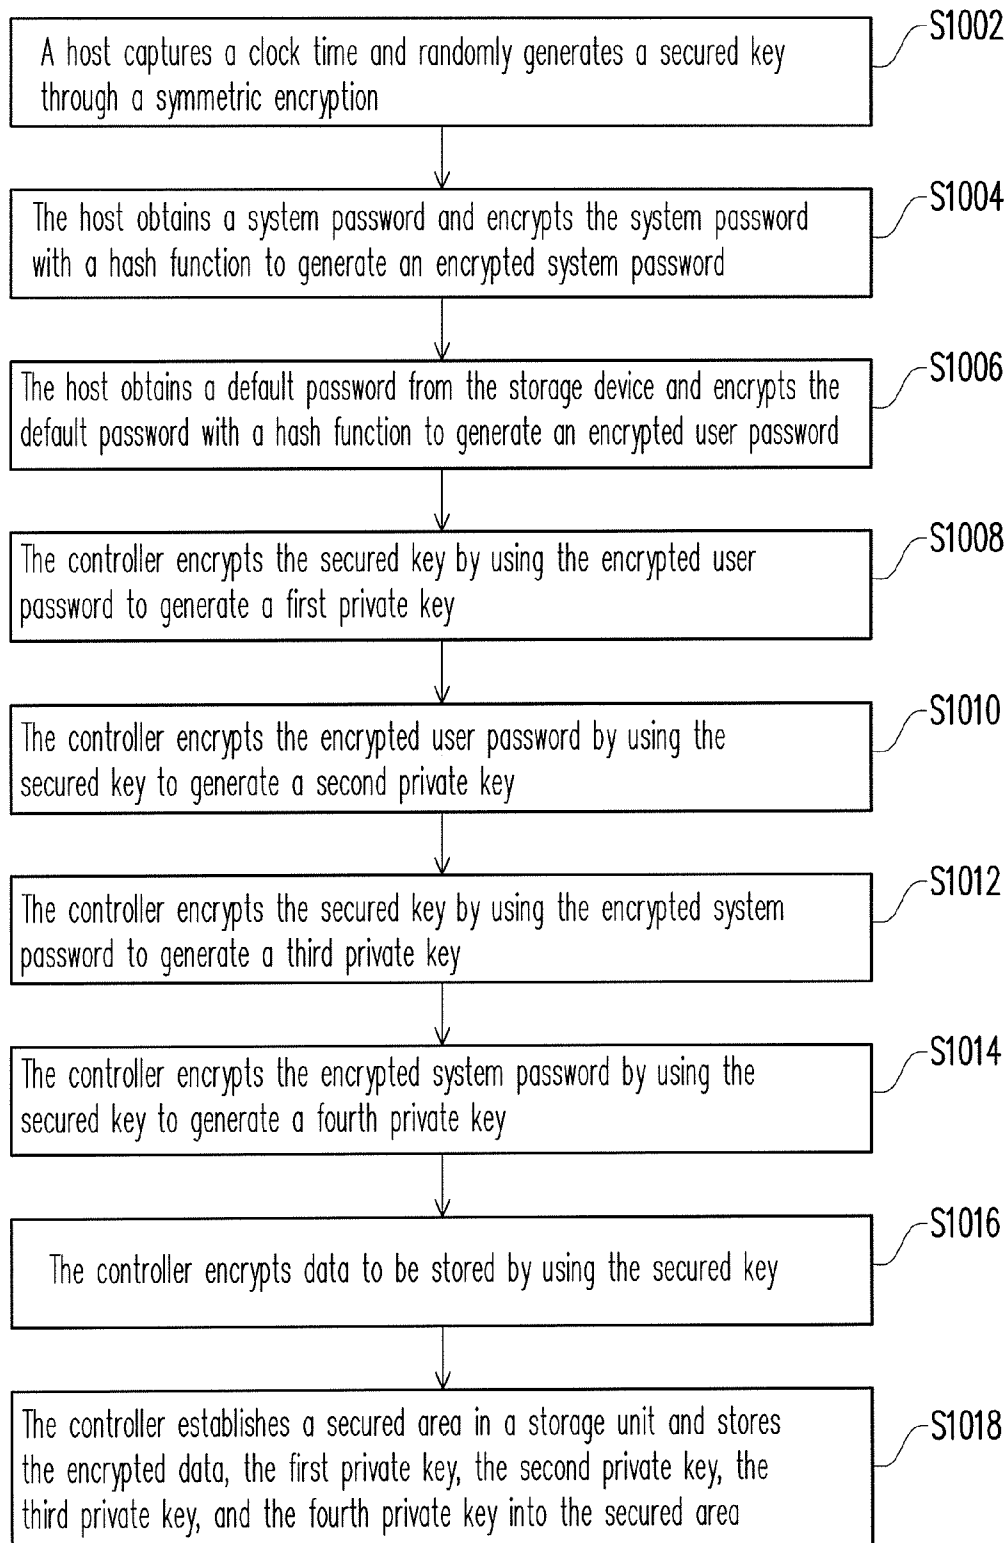 S1002
A host captures a clock time and randomly generates a secured key
through a symmetric encryption
S1004
The host obtains a system password and encrypts the system password
with a hash function to generate an encrypted system password
S1006
The host obtains a default password from the storage device and encrypts the
default password with a hash function to generate an encrypted user password
S1008
The controller encrypts the secured key by using the encrypted user
password to generate a first private key
S1010
The controller encrypts the encrypted user password by using the
secured key to generate a second private key
S1012
The controller encrypts the secured key by using the encrypted system
password to generate a third private key
S1014
The controller encrypts the encrypted system password by using the
secured key to generate a fourth private key
S1016
The controller encrypts data to be stored by using the secured key
S1018
The controller establishes a secured area in a storage unit and stores
the encrypted data, the first private key, the second private key, the
third private key, and the fourth private key into the secured area